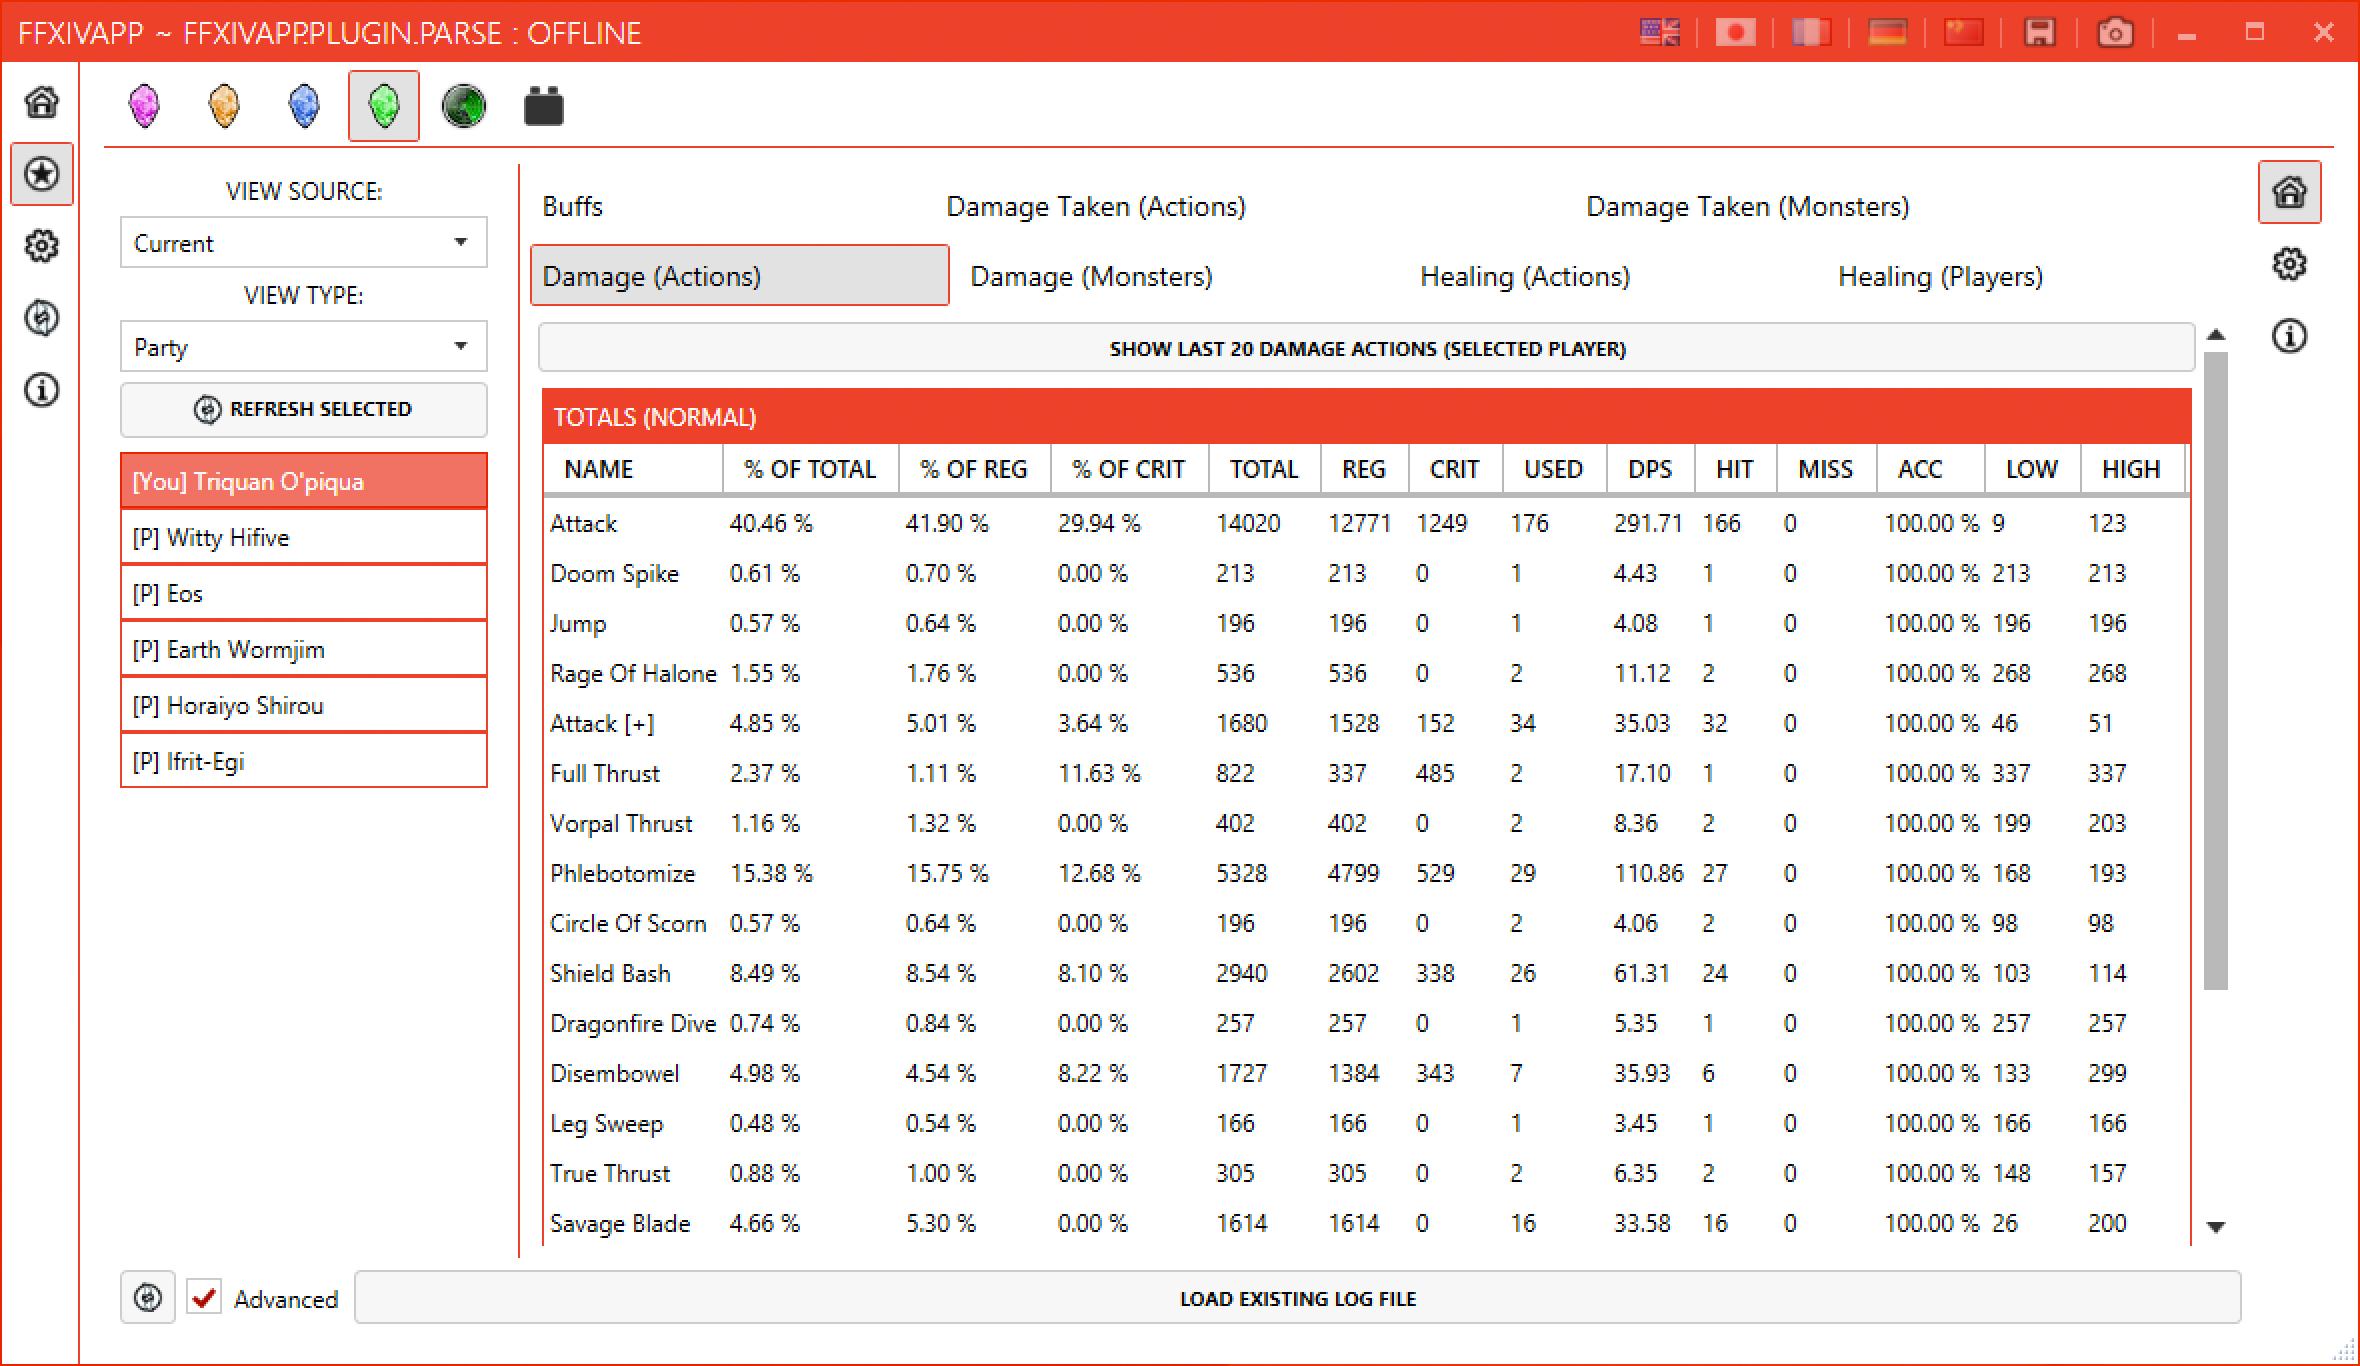 FFXIVAPP ~ FFXIVAPP.PLUGIN.PARSE : OFFLINE
VIEW SOURCE:
Current
VIEW TYPE:
Party
REFRESH SELECTED
[You] Triquan O'piqua
[P] Witty Hifive
[P] Eos
[P] Earth Wormjim
[P] Horaiyo Shirou
[P] Ifrit-Egi
Buffs Damage Taken (Actions) Damage Taken (Monsters)
Damage (Actions) Damage (Monsters) Healing (Actions) Healing (Players)
SHOW LAST 20 DAMAGE ACTIONS (SELECTED PLAYER)
TOTALS (NORMAL)
NAME % OF TOTAL % OF REG % OF CRIT TOTAL REG CRIT USED DPS HIT MISS ACC LOW HIGH
Attack 40.46 % 41.90 % 29.94 % 14020 12771 1249 176 291.71 166 0 100.00 % 9 123
Doom Spike 0.61 % 0.70 % 0.00 % 213 213 0 1 4.43 1 0 100.00 % 213 213
Jump 0.57 % 0.64 % 0.00 % 196 196 0 1 4.08 1 0 100.00 % 196 196
Rage Of Halone 1.55 % 1.76 % 0.00 % 536 536 0 2 11.12 2 0 100.00 % 268 268
Attack [+] 4.85 % 5.01 % 3.64 % 1680 1528 152 34 35.03 32 0 100.00 % 46 51
Full Thrust 2.37 % 1.11 % 11.63 % 822 337 485 2 17.10 1 0 100.00 % 337 337
Vorpal Thrust 1.16 % 1.32 % 0.00 % 402 402 0 2 8.36 2 0 100.00 % 199 203
Phlebotomize 15.38 % 15.75 % 12.68 % 5328 4799 529 29 110.86 27 0 100.00 % 168 193
Circle Of Scorn 0.57 % 0.64 % 0.00 % 196 196 0 2 4.06 2 0 100.00 % 98 98
Shield Bash 8.49 % 8.54 % 8.10 % 2940 2602 338 26 61.31 24 0 100.00 % 103 114
Dragonfire Dive 0.74 % 0.84 % 0.00 % 257 257 0 1 5.35 1 0 100.00 % 257 257
Disembowel 4.98 % 4.54 % 8.22 % 1727 1384 343 7 35.93 6 0 100.00 % 133 299
Leg Sweep 0.48 % 0.54 % 0.00 % 166 166 0 1 3.45 1 0 100.00 % 166 166
True Thrust 0.88 % 1.00 % 0.00 % 305 305 0 2 6.35 2 0 100.00 % 148 157
Savage Blade 4.66 % 5.30 % 0.00 % 1614 1614 0 16 33.58 16 0 100.00 % 26 200
Advanced
LOAD EXISTING LOG FILE